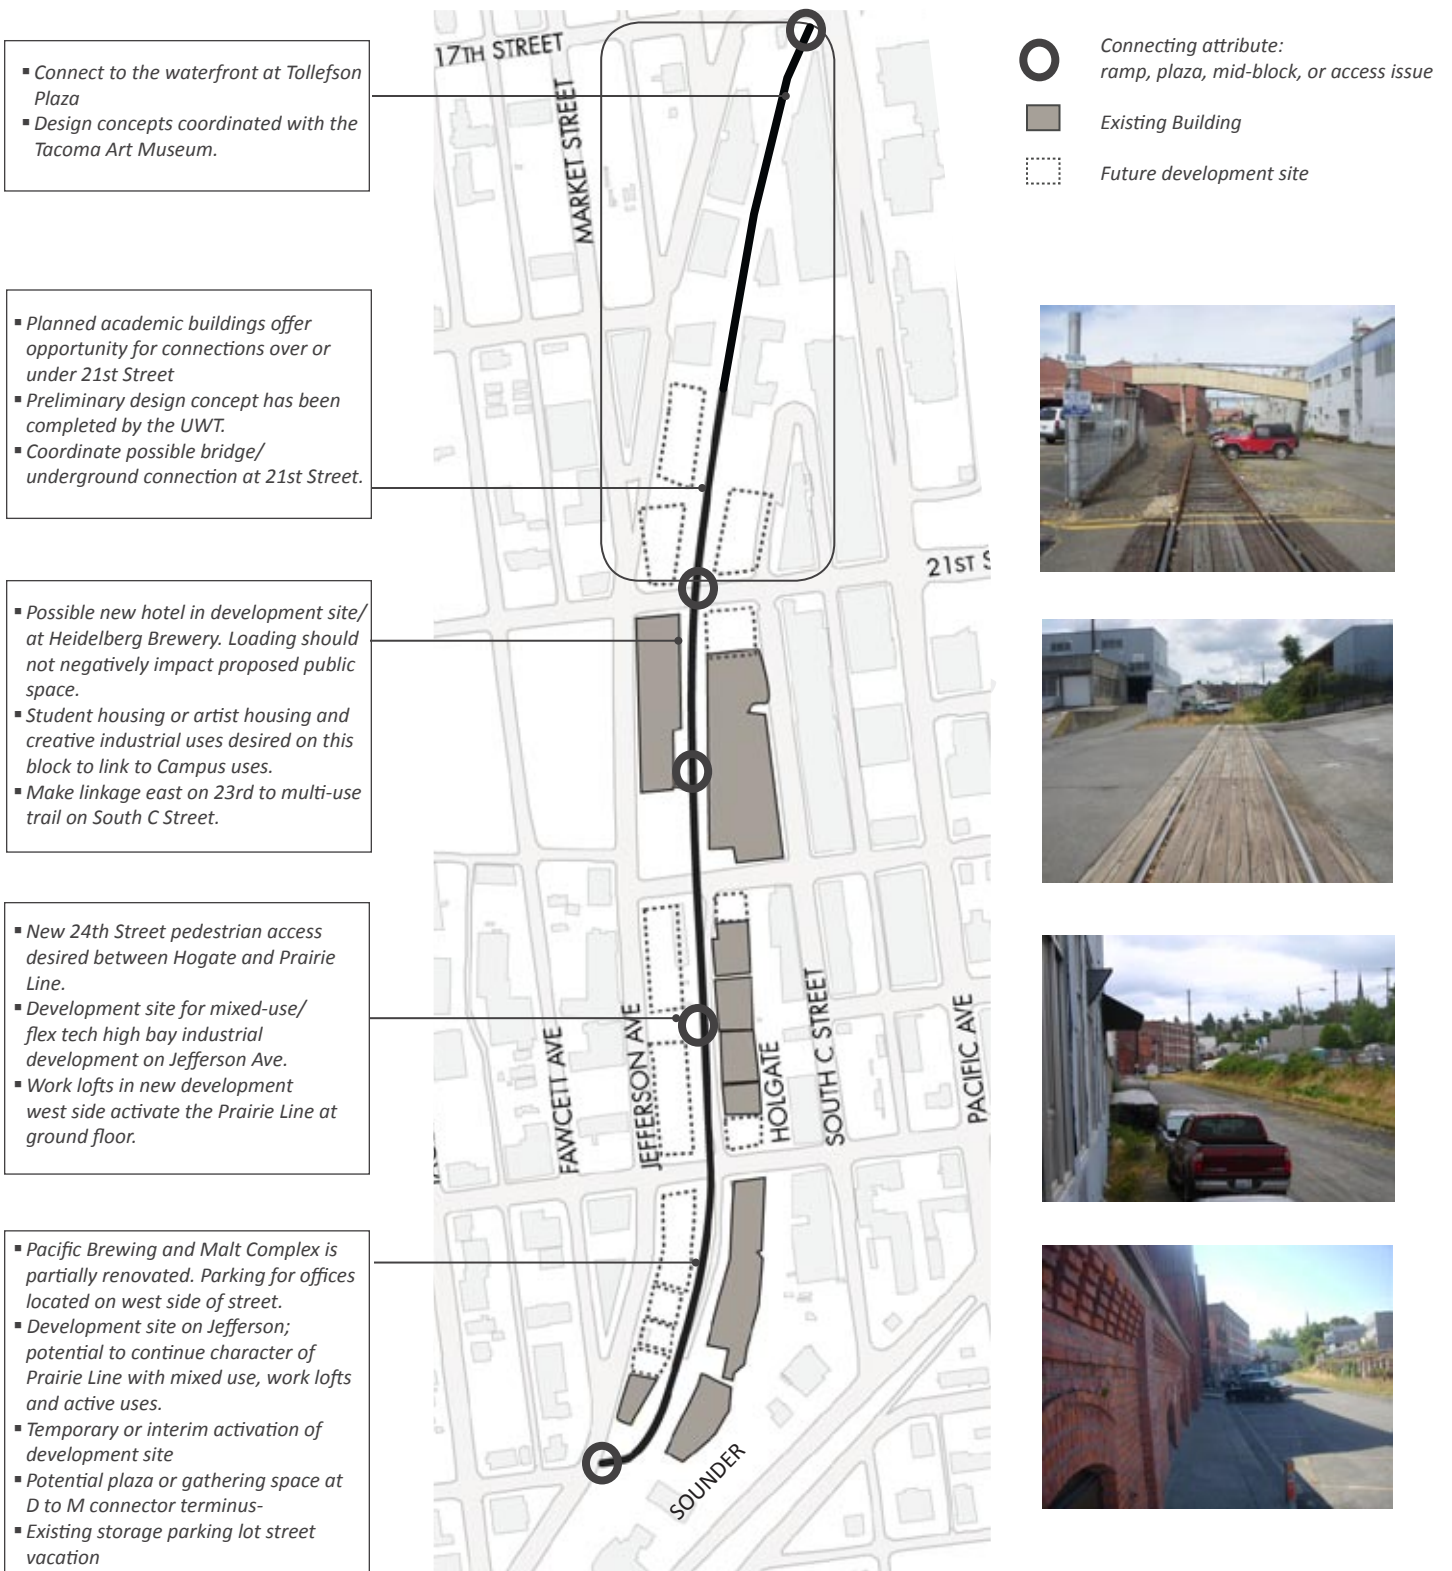 ▪ Connect to the waterfront at Tollefson
Plaza
▪ Design concepts coordinated with the
Tacoma Art Museum.
▪ Planned academic buildings offer
opportunity for connections over or
under 21st Street
▪ Preliminary design concept has been
completed by the UWT.
▪ Coordinate possible bridge/
underground connection at 21st Street.
▪ Possible new hotel in development site/
at Heidelberg Brewery. Loading should
not negatively impact proposed public
space.
▪ Student housing or artist housing and
creative industrial uses desired on this
block to link to Campus uses.
▪ Make linkage east on 23rd to multi-use
trail on South C Street.
▪ New 24th Street pedestrian access
desired between Hogate and Prairie
Line.
▪ Development site for mixed-use/
flex tech high bay industrial
development on Jefferson Ave.
▪ Work lofts in new development
west side activate the Prairie Line at
ground floor.
▪ Pacific Brewing and Malt Complex is
partially renovated. Parking for offices
located on west side of street.
▪ Development site on Jefferson;
potential to continue character of
Prairie Line with mixed use, work lofts
and active uses.
▪ Temporary or interim activation of
development site
▪ Potential plaza or gathering space at
D to M connector terminus-
▪ Existing storage parking lot street
vacation
17TH STREET
MARKET STREET
21ST S
FAWCETT AVE
JEFFERSON AVE
HOLGATE
SOUTH C STREET
PACIFIC AVE
SOUNDER
Connecting attribute:
ramp, plaza, mid-block, or access issue
Existing Building
Future development site